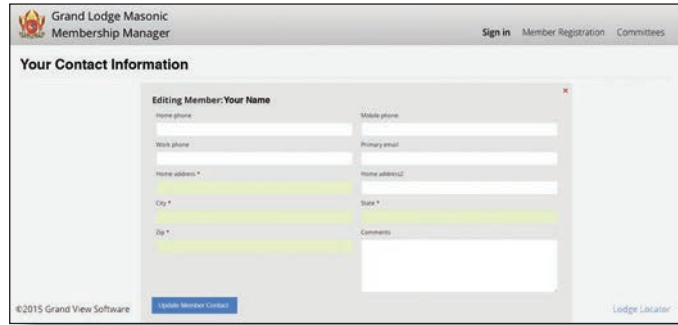 Grand Lodge Masonic
Membership Manager
Sign in Member Registration Committees
Your Contact Information
Editing Member:Your Name
×
Home phone Mobile phone
Work phone Primary email
Home address * Home address2
City * State *
Zip * Comments
Update Member Contact
©2015 Grand View Software Lodge Locator